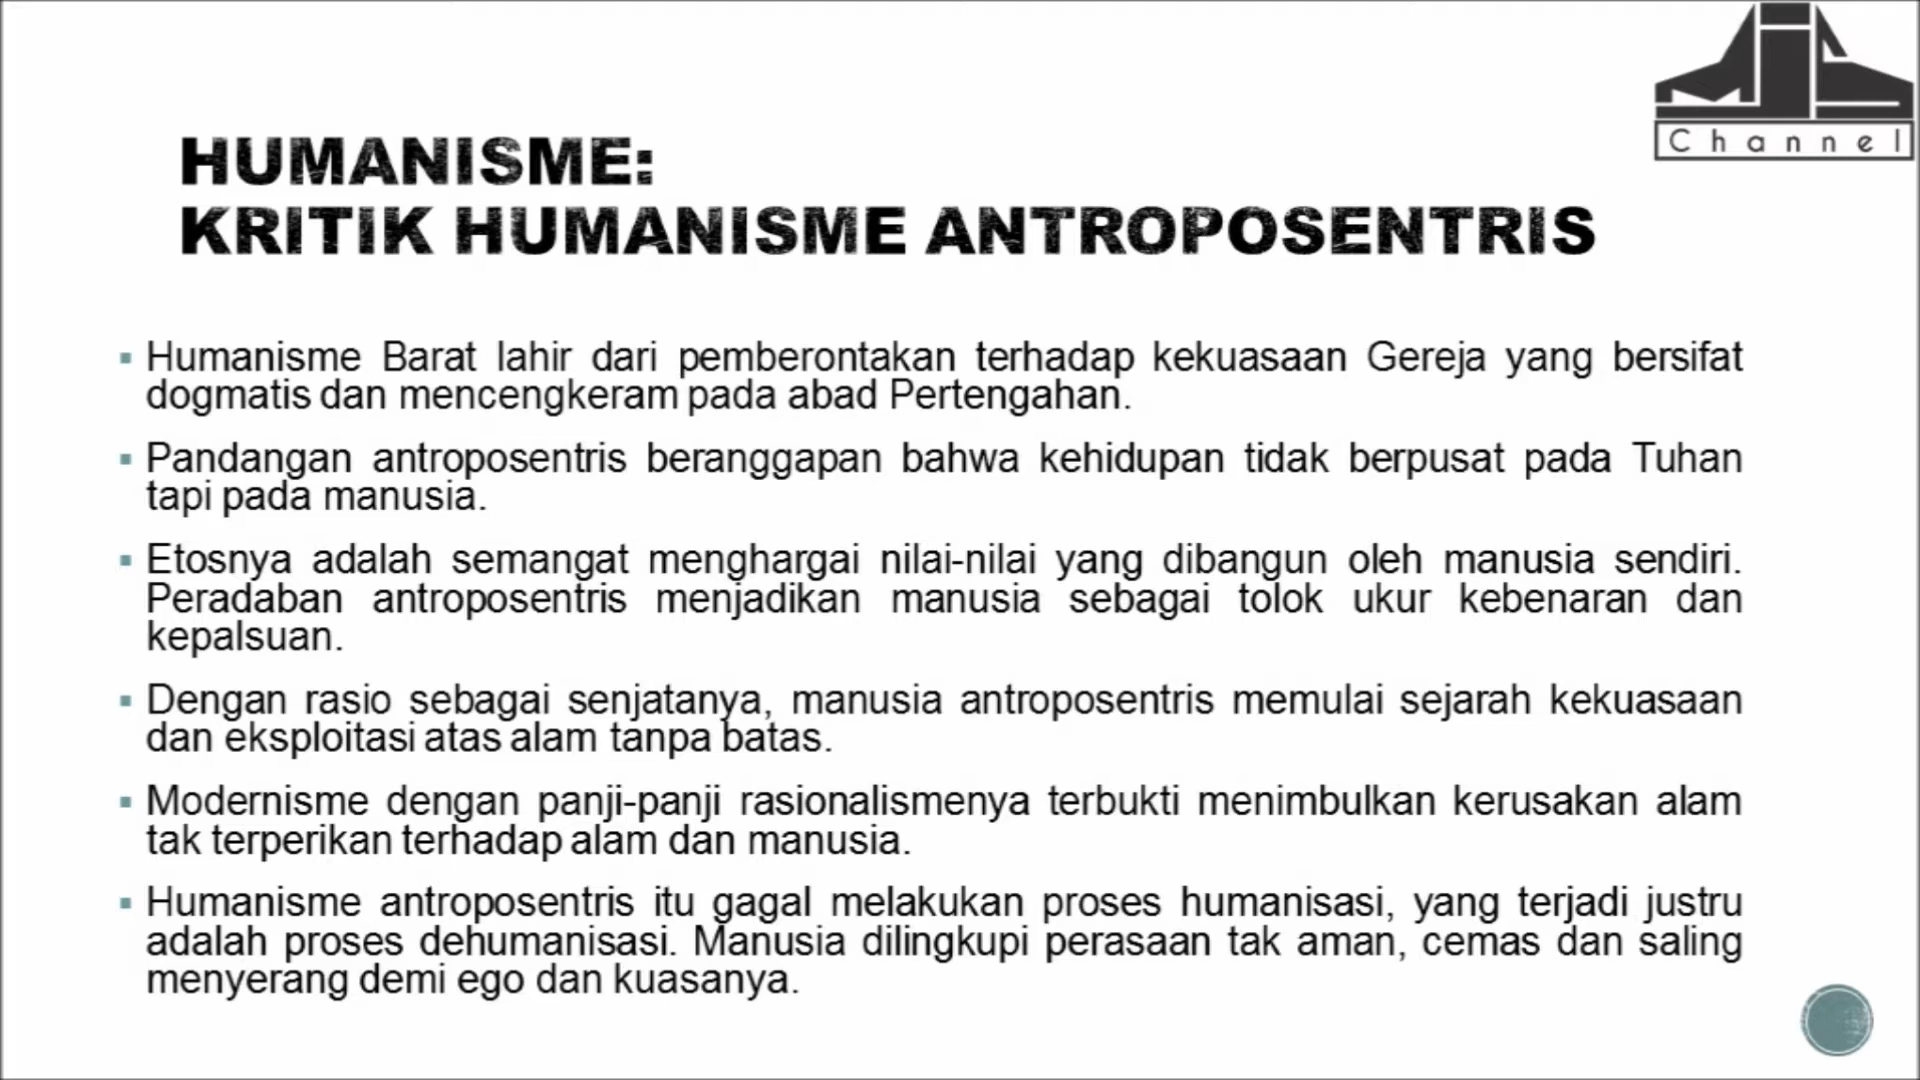 MJS
Channel
HUMANISME:
KRITIK HUMANISME ANTROPOSENTRIS
Humanisme Barat lahir dari pemberontakan terhadap kekuasaan Gereja yang bersifat
dogmatis dan mencengkeram pada abad Pertengahan.
Pandangan antroposentris beranggapan bahwa kehidupan tidak berpusat pada Tuhan
tapi pada manusia.
Etosnya adalah semangat menghargai nilai-nilai yang dibangun oleh manusia sendiri.
Peradaban antroposentris menjadikan manusia sebagai tolok ukur kebenaran dan
kepalsuan.
Dengan rasio sebagai senjatanya, manusia antroposentris memulai sejarah kekuasaan
dan eksploitasi atas alam tanpa batas.
Modernisme dengan panji-panji rasionalismenya terbukti menimbulkan kerusakan alam
tak terperikan terhadap alam dan manusia.
Humanisme antroposentris itu gagal melakukan proses humanisasi, yang terjadi justru
adalah proses dehumanisasi. Manusia dilingkupi perasaan tak aman, cemas dan saling
menyerang demi ego dan kuasanya.